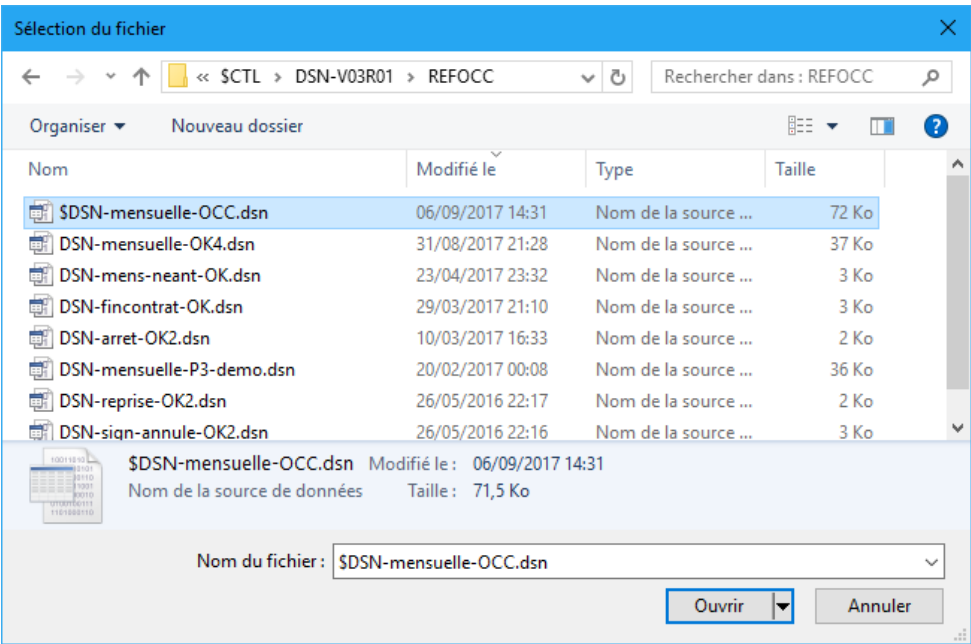 Sélection du fichier
« $CTL > DSN-V03R01 > REFOCC Rechercher dans : REFOCC
Organiser Nouveau dossier ?
Nom Modifié le Type Taille
$DSN-mensuelle-OCC.dsn 06/09/2017 14:31 Nom de la source ... 72 Ko
DSN-mensuelle-OK4.dsn 31/08/2017 21:28 Nom de la source ... 37 Ko
DSN-mens-neant-OK.dsn 23/04/2017 23:32 Nom de la source ... 3 Ko
DSN-fincontrat-OK.dsn 29/03/2017 21:10 Nom de la source ... 3 Ko
DSN-arret-OK2.dsn 10/03/2017 16:33 Nom de la source ... 2 Ko
DSN-mensuelle-P3-demo.dsn 20/02/2017 00:08 Nom de la source ... 36 Ko
DSN-reprise-OK2.dsn 26/05/2016 22:17 Nom de la source ... 2 Ko
DSN-sign-annule-OK2.dsn 26/05/2016 22:16 Nom de la source ... 3 Ko
$DSN-mensuelle-OCC.dsn Modifié le : 06/09/2017 14:31
Nom de la source de données Taille : 71,5 Ko
Nom du fichier : $DSN-mensuelle-OCC.dsn
Ouvrir Annuler